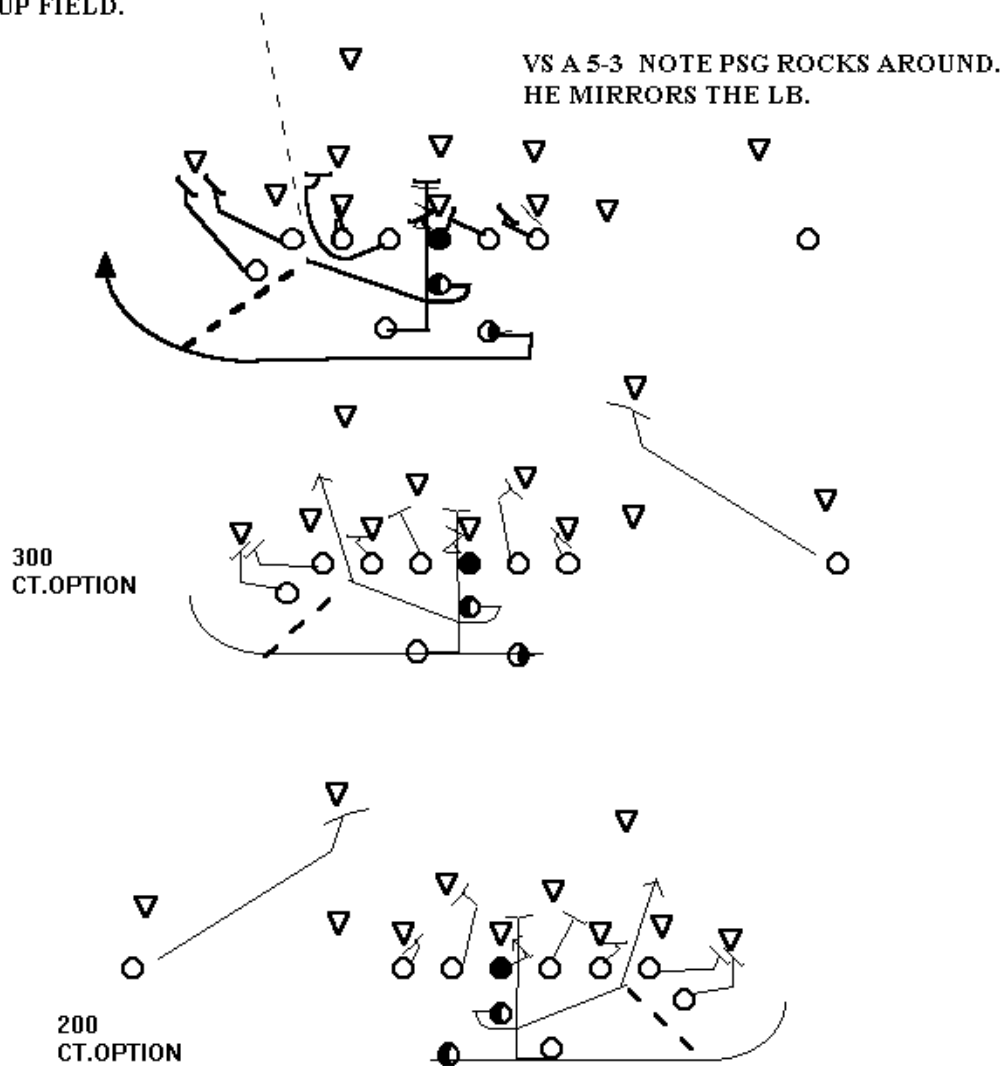 UP FIELD.
VS A 5-3 NOTE PSG ROCKS AROUND.
HE MIRRORS THE LB.
300
CT.OPTION
200
CT.OPTION